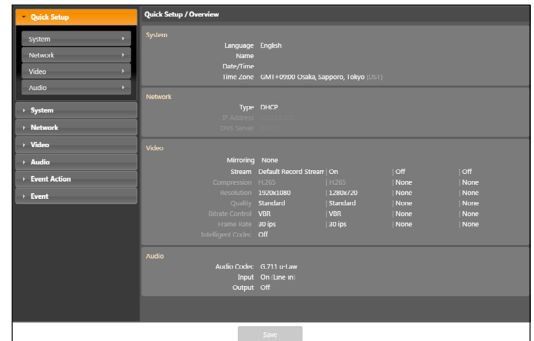 Quick Setup
System
Network
Video
Audio
System
Network
Video
Audio
Event Action
Event
Quick Setup / Overview
System
Language English
Name
Date/Time
Time Zone GMT+0900 Osaka, Sapporo, Tokyo (DST)
Network
Type DHCP
IP Address
DNS Server
Video
Mirroring None
Stream Default Record Stream | On | Off | Off
Compression H.265 | H.265 | None | None
Resolution 1920x1080 | 1280x720 | None | None
Quality Standard | Standard | None | None
Bitrate Control VBR | VBR | None | None
Frame Rate 30 ips | 30 ips | None | None
Intelligent Codec Off
Audio
Audio Codec G.711 u-Law
Input On (Line in)
Output Off
Save